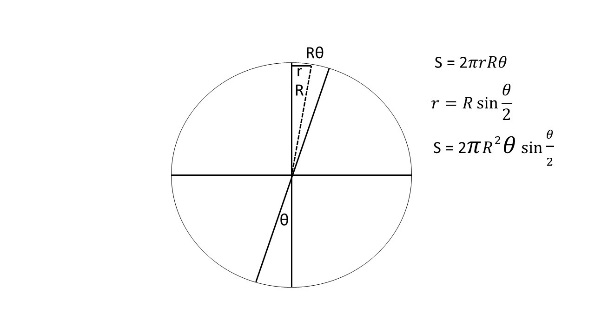 Rθ
r
R
θ
S = 2πrRθ
r = R sin θ/2
S = 2πR²θ sin θ/2